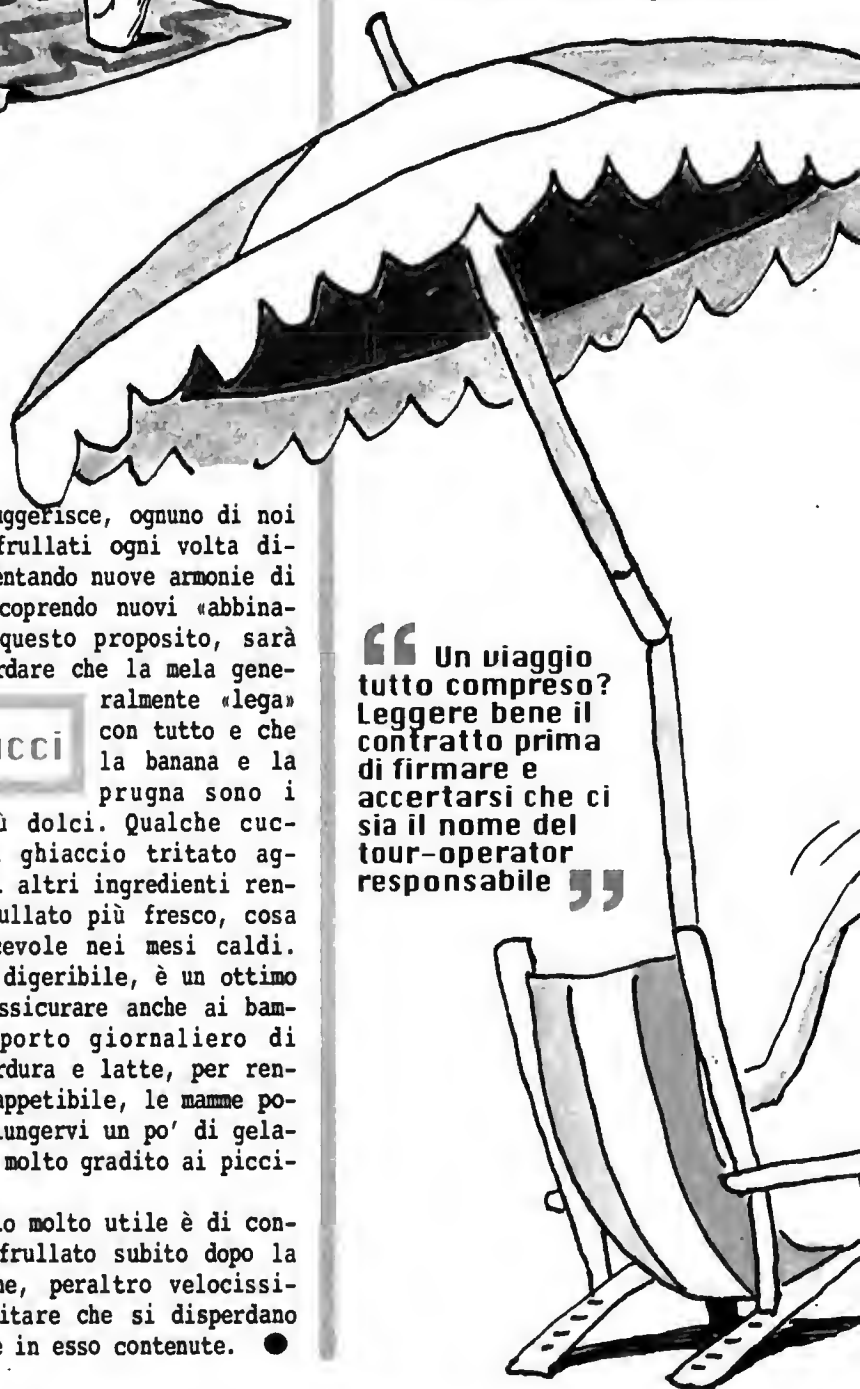 uggerisce, ognuno di noi
frullati ogni volta di-
entando nuove armonie di
coprendo nuovi «abbina-
questo proposito, sarà
rdare che la mela gene-
ralmente «lega»
con tutto e che
la banana e la
prugna sono i
ucci
ù dolci. Qualche cuc-
ghiaccio tritato ag-
altri ingredienti ren-
ullato più fresco, cosa
cevole nei mesi caldi.
digeribile, è un ottimo
ssicurare anche ai bam-
porto giornaliero di
rdura e latte, per ren-
appetibile, le mamme po-
lungervi un po' di gela-
molto gradito ai picci-
lo molto utile è di con-
frullato subito dopo la
ne, peraltro velocissi-
itare che si disperdano
e in esso contenute. ●
“ Un viaggio
tutto compreso?
Leggere bene il
contratto prima
di firmare e
accertarsi che ci
sia il nome del
tour-operator
responsabile ”